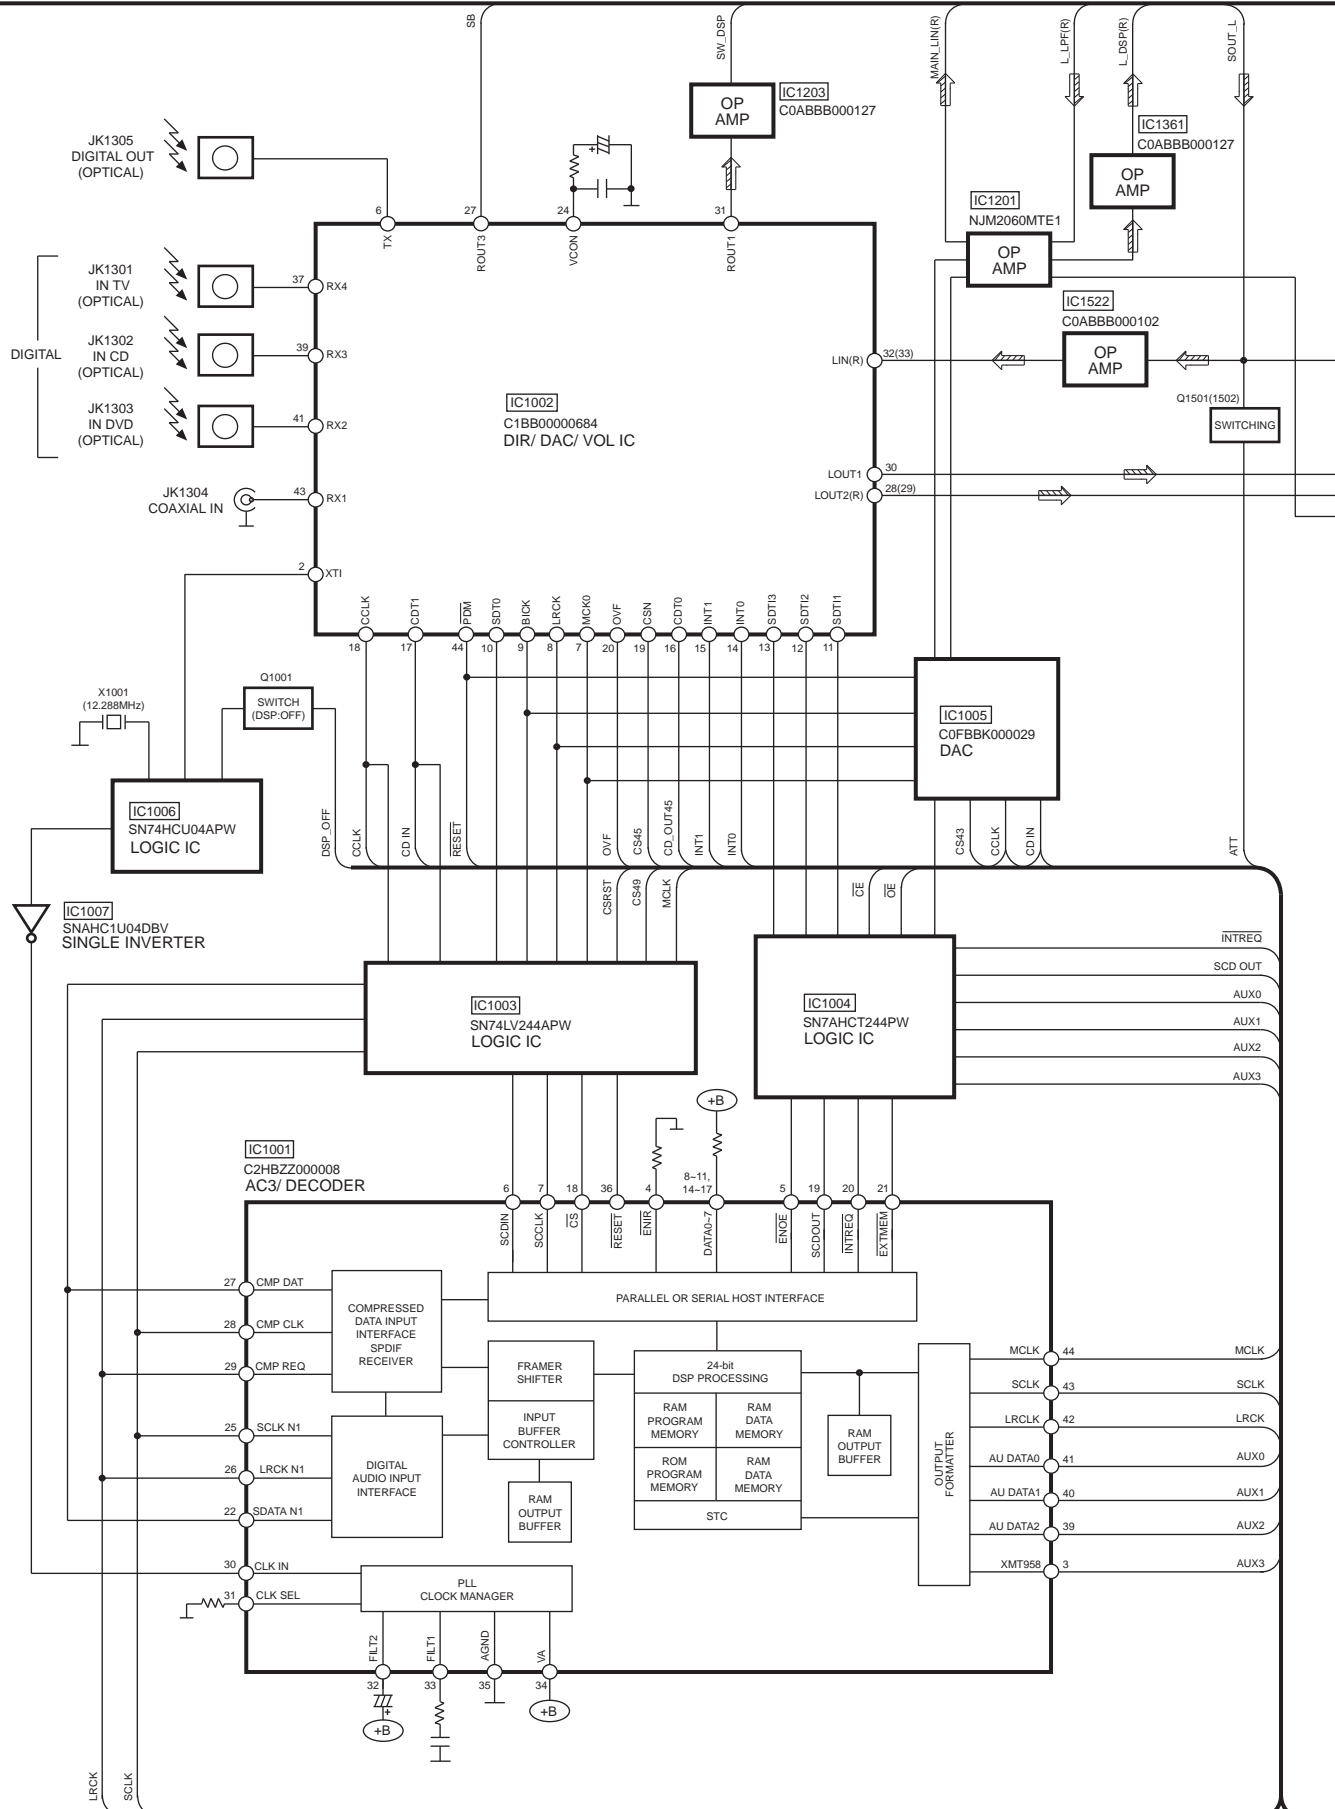 SB
SW_DSP
MAIN_LIN(R)
L_LPF(R)
L_DSP(R)
SOUT_L
OP
AMP
IC1203
C0ABBB000127
IC1361
C0ABBB000127
OP
AMP
JK1305
DIGITAL OUT
(OPTICAL)
IC1201
NJM2060MTE1
OP
AMP
+
6
27
24
31
TX
ROUT3
VCON
ROUT1
DIGITAL
JK1301
IN TV
(OPTICAL)
37
RX4
JK1302
IN CD
(OPTICAL)
39
RX3
JK1303
IN DVD
(OPTICAL)
41
RX2
JK1304
COAXIAL IN
43
RX1
2
XTI
IC1002
C1BB00000684
DIR/ DAC/ VOL IC
IC1522
C0ABBB000102
OP
AMP
LIN(R)
32(33)
Q1501(1502)
SWITCHING
LOUT1
30
LOUT2(R)
28(29)
CCLK
CDT1
PDM
SDT0
BICK
LRCK
MCK0
OVF
CSN
CDT0
INT1
INT0
SDTI3
SDTI2
SDTI1
18
17
44
10
9
8
7
20
19
16
15
14
13
12
11
X1001
(12.288MHz)
Q1001
SWITCH
(DSP:OFF)
IC1005
C0FBBK000029
DAC
IC1006
SN74HCU04APW
LOGIC IC
DSP_OFF
CCLK
CD IN
RESET
OVF
CS45
CD_OUT45
INT1
INT0
CS43
CCLK
CD IN
ATT
CSRST
CS49
MCLK
CE
OE
IC1007
SNAHC1U04DBV
SINGLE INVERTER
IC1003
SN74LV244APW
LOGIC IC
IC1004
SN7AHCT244PW
LOGIC IC
INTREQ
SCD OUT
AUX0
AUX1
AUX2
AUX3
+B
IC1001
C2HBZZ000008
AC3/ DECODER
6
7
18
36
4
8~11,
14~17
5
19
20
21
SCDIN
SCCLK
CS
RESET
ENIR
DATA0~7
ENOE
SCDOUT
INTREQ
EXTMEM
27
CMP DAT
28
CMP CLK
29
CMP REQ
25
SCLK N1
26
LRCK N1
22
SDATA N1
30
CLK IN
31
CLK SEL
COMPRESSED
DATA INPUT
INTERFACE
SPDIF
RECEIVER
DIGITAL
AUDIO INPUT
INTERFACE
PARALLEL OR SERIAL HOST INTERFACE
FRAMER
SHIFTER
INPUT
BUFFER
CONTROLLER
RAM
OUTPUT
BUFFER
24-bit
DSP PROCESSING
RAM
PROGRAM
MEMORY
RAM
DATA
MEMORY
ROM
PROGRAM
MEMORY
RAM
DATA
MEMORY
STC
RAM
OUTPUT
BUFFER
OUTPUT
FORMATTER
MCLK
44
MCLK
SCLK
43
SCLK
LRCLK
42
LRCK
AU DATA0
41
AUX0
AU DATA1
40
AUX1
AU DATA2
39
AUX2
XMT958
3
AUX3
PLL
CLOCK MANAGER
FILT2
FILT1
AGND
VA
32
33
35
34
+
+B
+B
LRCK
SCLK